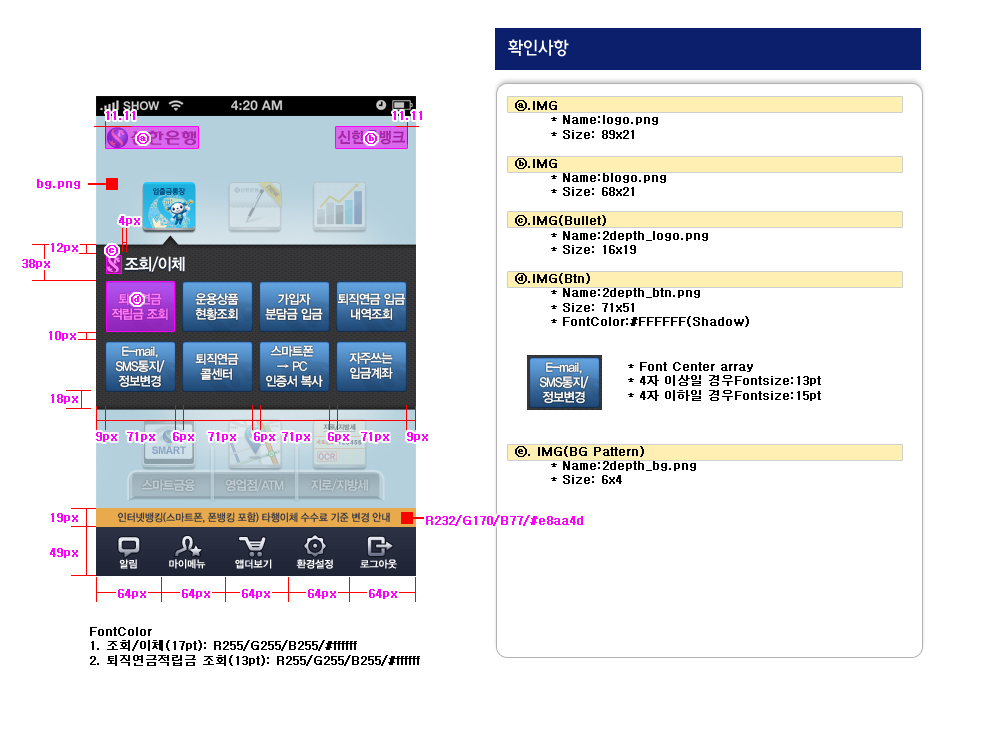 확인사항
SHOW
4:20 AM
11.11
11.11
ⓐ한은행
신한ⓑ뱅크
bg.png
입출금통장
4px
12px
38px
ⓒ
조회/이체
퇴직연금
적립금 조회
ⓓ
운용상품
현황조회
가입자
분담금 입금
퇴직연금 입금
내역조회
10px
E-mail,
SMS통지/
정보변경
퇴직연금
콜센터
스마트폰
→ PC
인증서 복사
자주쓰는
입금계좌
18px
9px 71px 6px 71px 6px 71px 6px 71px 9px
SMART
지로/지방세
OCR
스마트금융
영업점/ATM
지로/지방세
19px
인터넷뱅킹(스마트폰, 폰뱅킹 포함) 타행이체 수수료 기준 변경 안내
R232/G170/B77/#e8aa4d
49px
알림
마이메뉴
앱더보기
환경설정
로그아웃
64px 64px 64px 64px 64px
FontColor
1. 조회/이체(17pt): R255/G255/B255/#ffffff
2. 퇴직연금적립금 조회(13pt): R255/G255/B255/#ffffff
ⓐ.IMG
* Name:logo.png
* Size: 89x21
ⓑ.IMG
* Name:blogo.png
* Size: 68x21
ⓒ.IMG(Bullet)
* Name:2depth_logo.png
* Size: 16x19
ⓓ.IMG(Btn)
* Name:2depth_btn.png
* Size: 71x51
* FontColor:#FFFFFF(Shadow)
E-mail,
SMS통지/
정보변경
* Font Center array
* 4자 이상일 경우Fontsize:13pt
* 4자 이하일 경우Fontsize:15pt
ⓔ. IMG(BG Pattern)
* Name:2depth_bg.png
* Size: 6x4